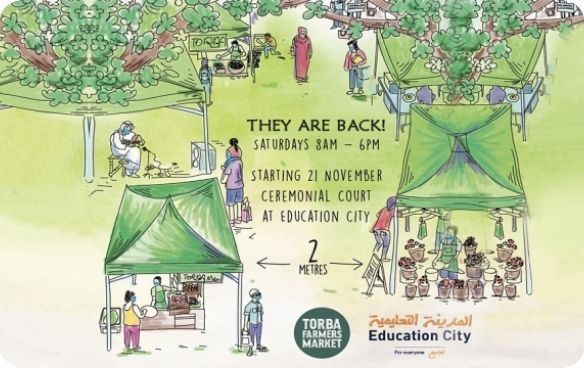 TORBA
THEY ARE BACK!
SATURDAYS 8AM – 6PM
STARTING 21 NOVEMBER
CEREMONIAL COURT
AT EDUCATION CITY
2
METRES
TORBA
TORBA
FARMERS
MARKET
المدينة التعليمية
Education City
For everyone للجميع